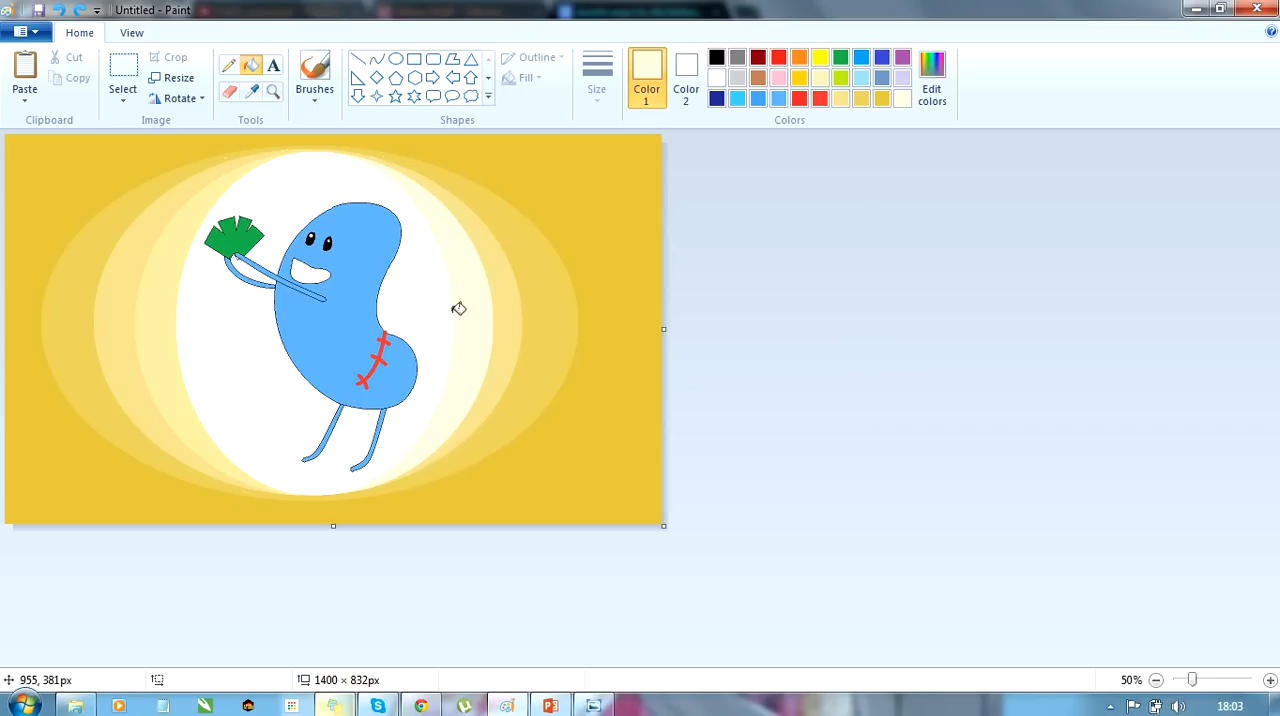 Untitled - Paint
Home
View
Paste
Cut
Copy
Clipboard
Select
Crop
Resize
Rotate
Image
A
Tools
Brushes
Outline
Fill
Shapes
Size
Color 1
Color 2
Edit colors
Colors
955, 381px
1400 × 832px
50%
18:03